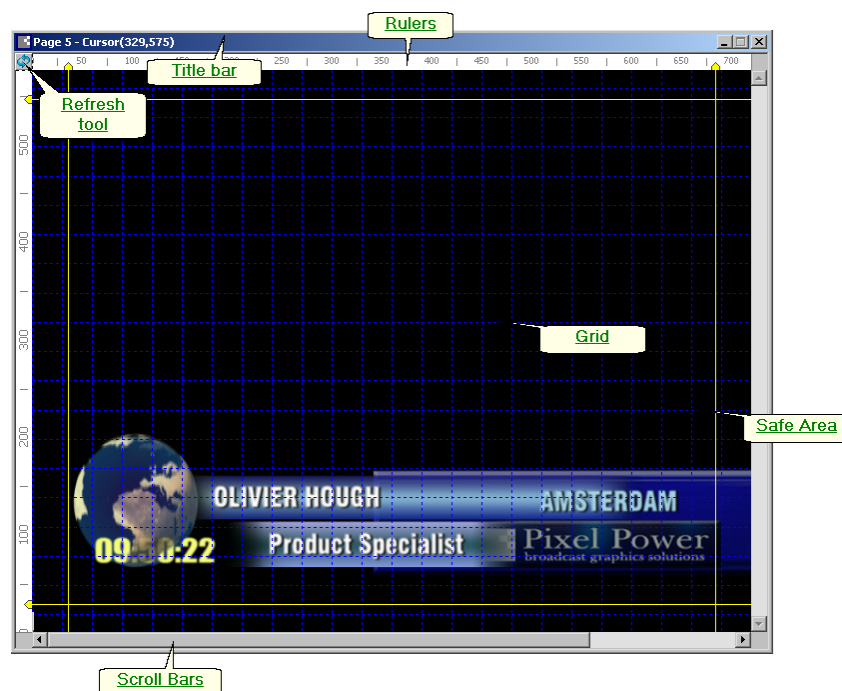 Rulers
Page 5 - Cursor(329,575)
50 100 250 300 350 400 450 500 550 600 650 700
Title bar
Refresh
tool
500
400
300
Grid
200
Safe Area
OLIVIER HOUGH AMSTERDAM
100
Product Specialist Pixel Power
broadcast graphics solutions
Scroll Bars